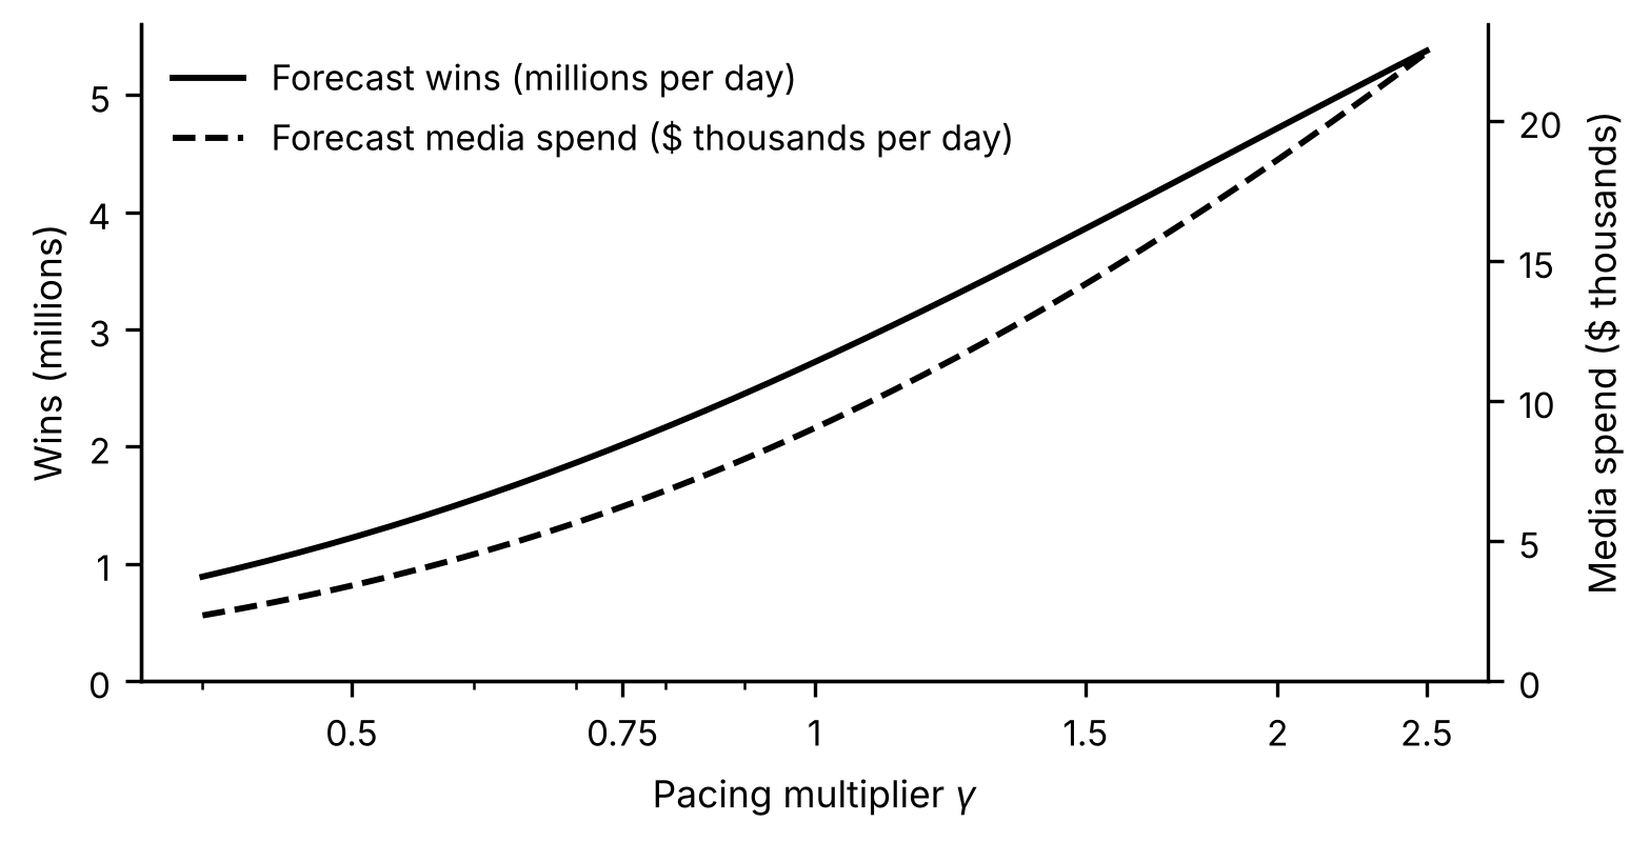 Forecast wins (millions per day)
Forecast media spend ($ thousands per day)
Wins (millions)
5
4
3
2
1
0
Media spend ($ thousands)
20
15
10
5
0
0.5 0.75 1 1.5 2 2.5
Pacing multiplier γ